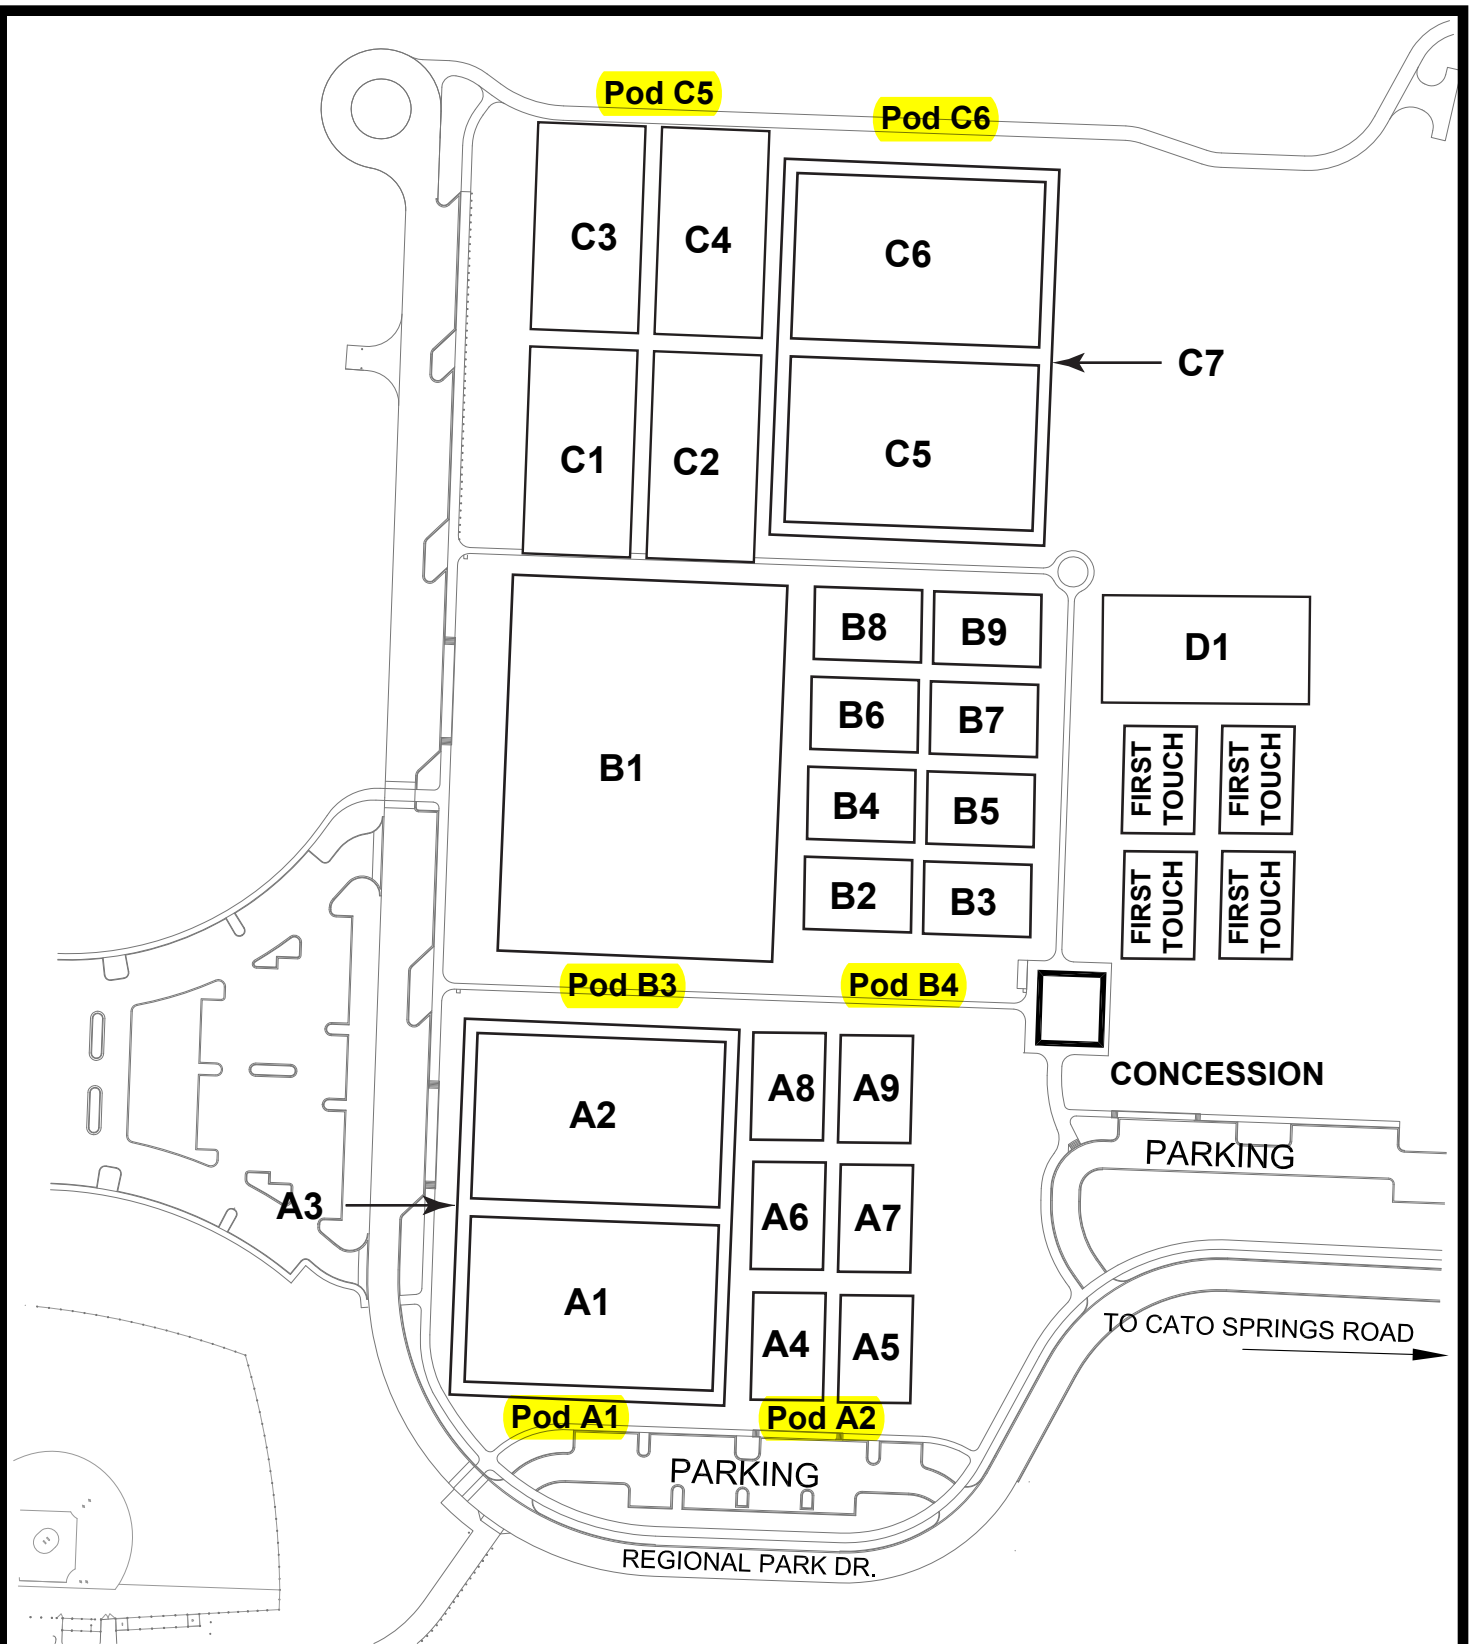 Pod C5
Pod C6
C3
C4
C6
C7
C1
C2
C5
B8
B9
D1
B6
B7
B1
FIRST
TOUCH
FIRST
TOUCH
B4
B5
B2
B3
FIRST
TOUCH
FIRST
TOUCH
Pod B3
Pod B4
CONCESSION
A2
A8
A9
PARKING
A3
A6
A7
A1
A4
A5
TO CATO SPRINGS ROAD
Pod A1
Pod A2
PARKING
REGIONAL PARK DR.